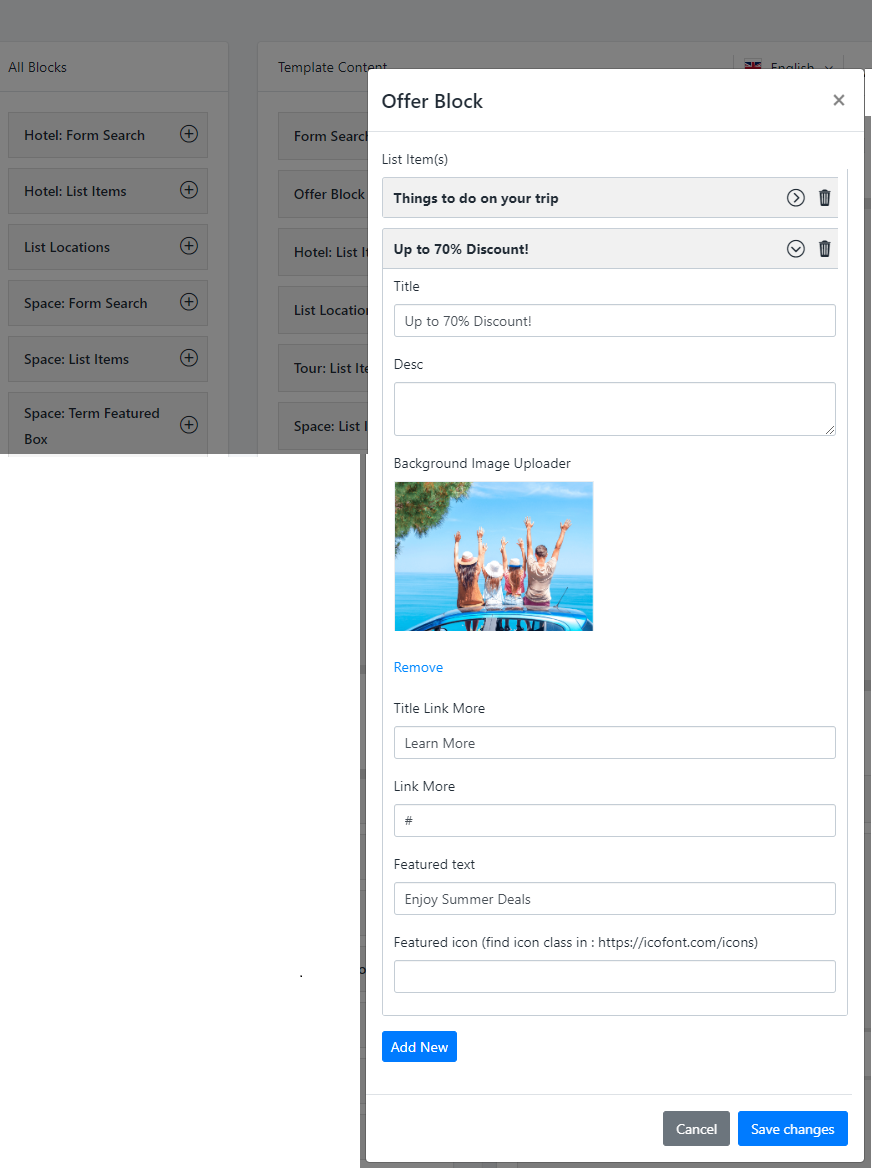 All Blocks
Template Content
English
Hotel: Form Search
Hotel: List Items
List Locations
Space: Form Search
Space: List Items
Space: Term Featured
Box
Form Search
Offer Block
Hotel: List
List
Tour: List
Space: List
Offer Block
×
List Item(s)
Things to do on your trip
Up to 70% Discount!
Title
Up to 70% Discount!
Desc
Background Image Uploader
Remove
Title Link More
Learn More
Link More
#
Featured text
Enjoy Summer Deals
Featured icon (find icon class in : https://icofont.com/icons)
Add New
Cancel
Save changes